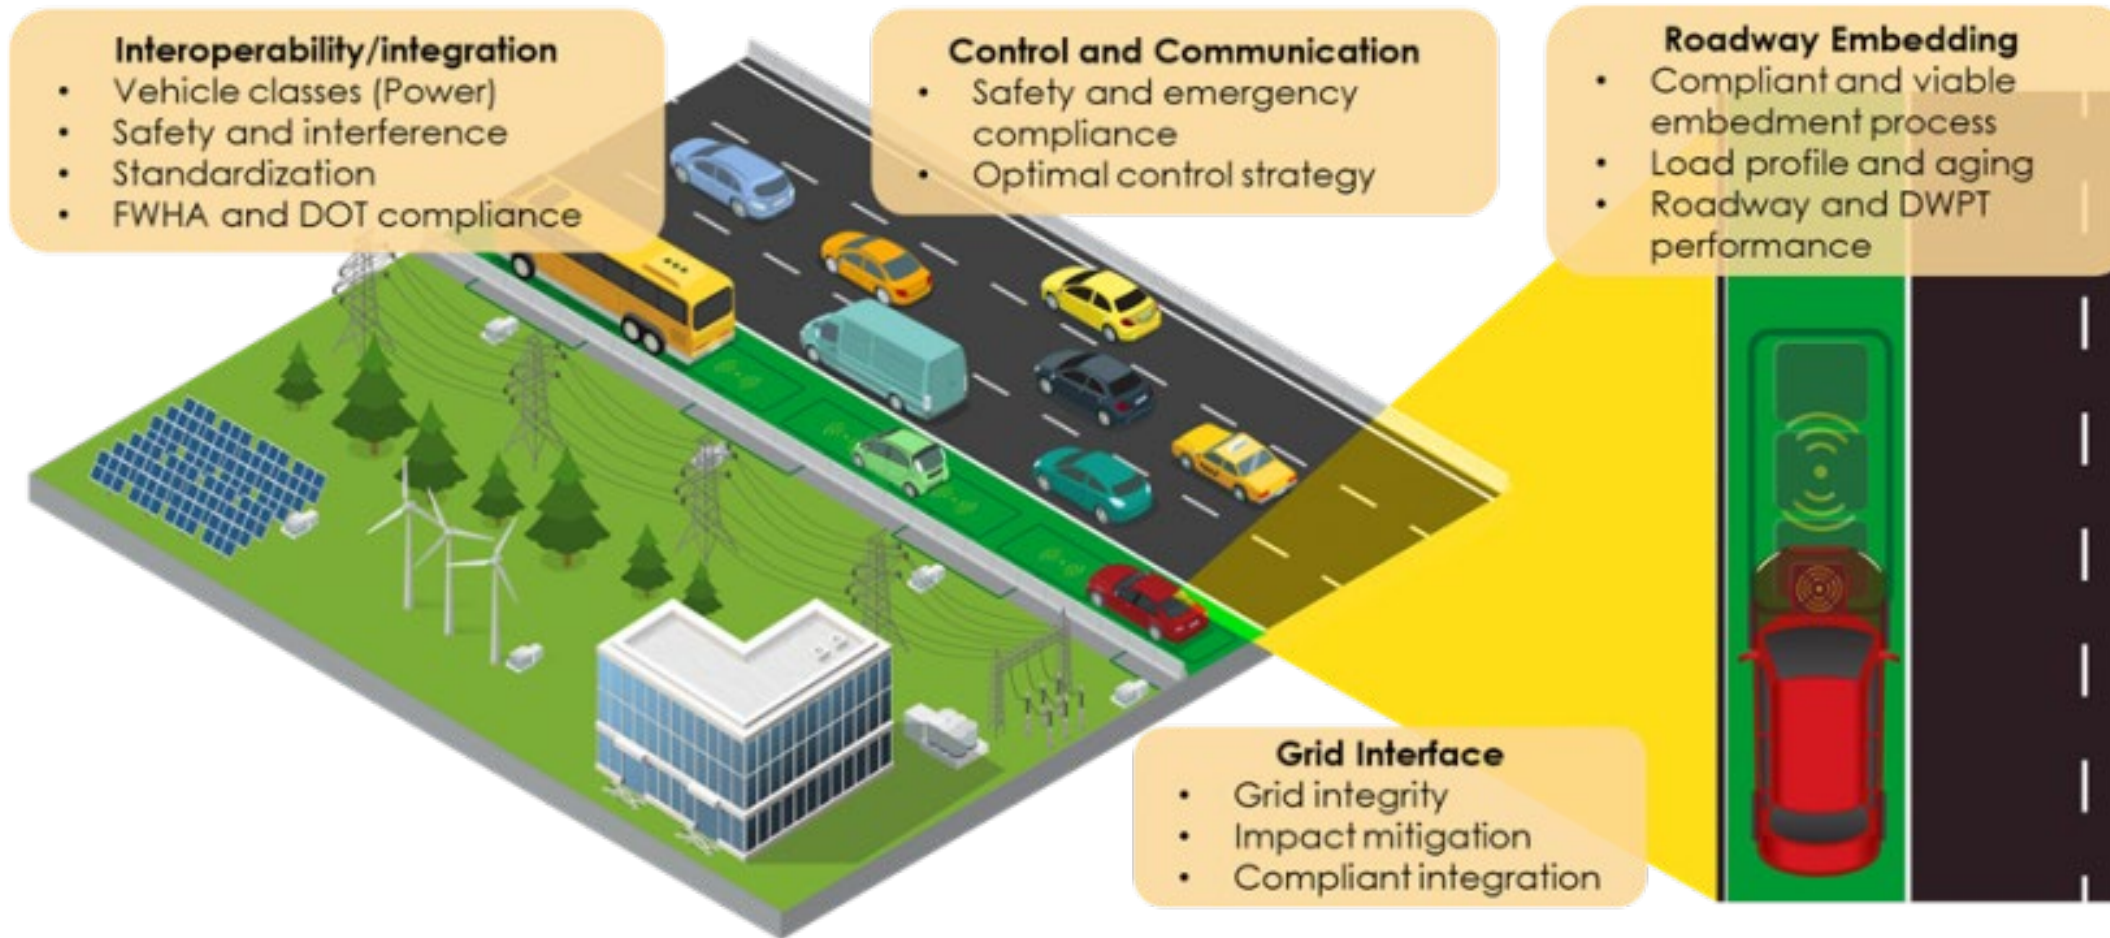 Interoperability/integration
• Vehicle classes (Power)
• Safety and interference
• Standardization
• FWHA and DOT compliance
Control and Communication
• Safety and emergency
compliance
• Optimal control strategy
Roadway Embedding
• Compliant and viable
embedment process
• Load profile and aging
• Roadway and DWPT
performance
Grid Interface
• Grid integrity
• Impact mitigation
• Compliant integration